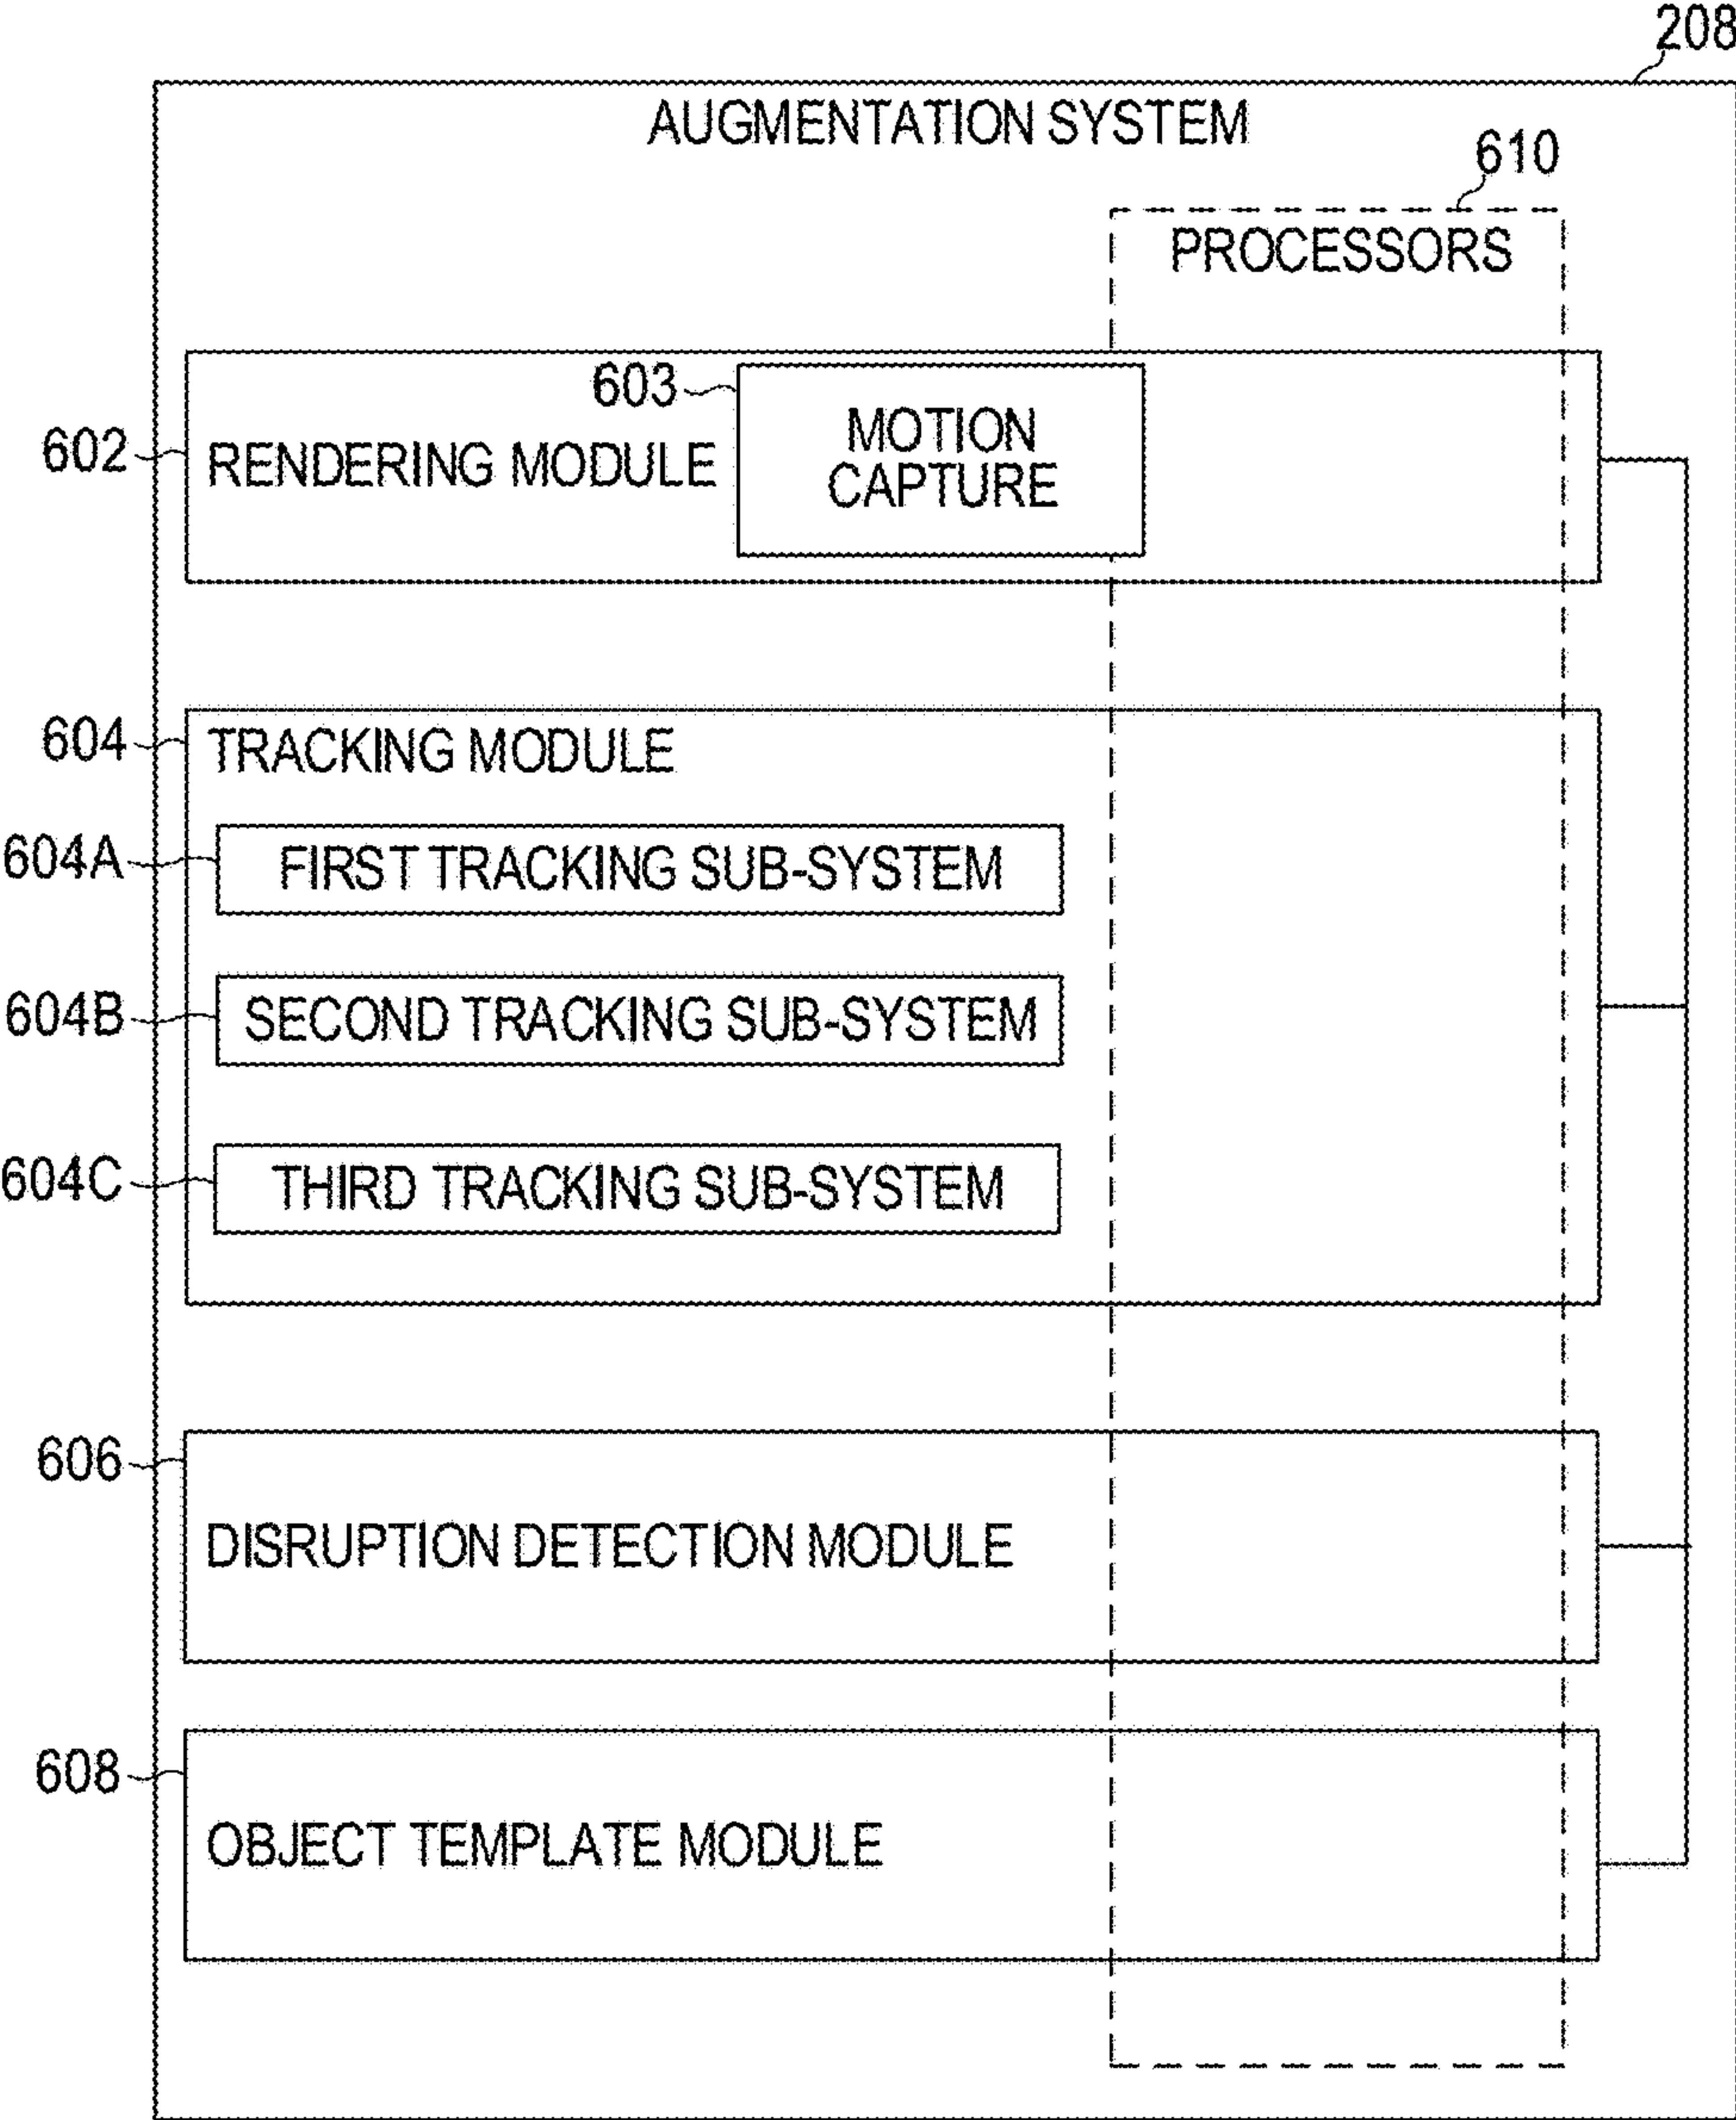 208
AUGMENTATION SYSTEM
610
PROCESSORS
603
MOTION
CAPTURE
602
RENDERING MODULE
604
TRACKING MODULE
604A
FIRST TRACKING SUB-SYSTEM
604B
SECOND TRACKING SUB-SYSTEM
604C
THIRD TRACKING SUB-SYSTEM
606
DISRUPTION DETECTION MODULE
608
OBJECT TEMPLATE MODULE